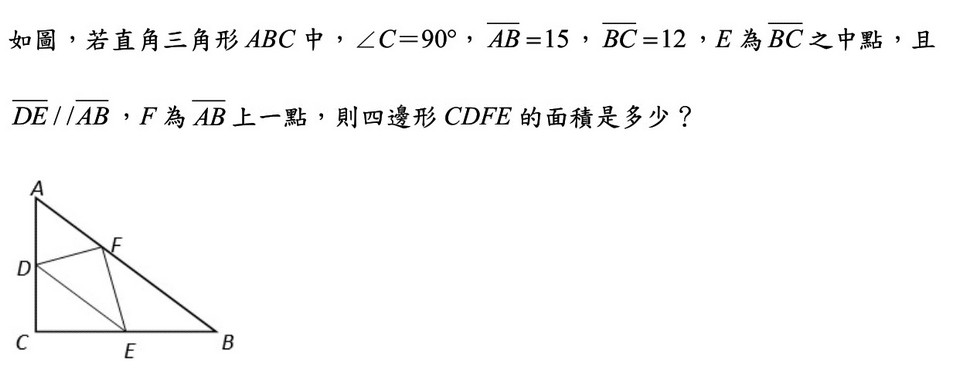 如圖，若直角三角形 ABC 中，∠C＝90°， $\overline{AB}$ =15， $\overline{BC}$ =12 ，E 為 $\overline{BC}$ 之中點，且
$\overline{DE}$ // $\overline{AB}$ ，F 為 $\overline{AB}$ 上一點，則四邊形 CDFE 的面積是多少？
A
F
D
C
E
B